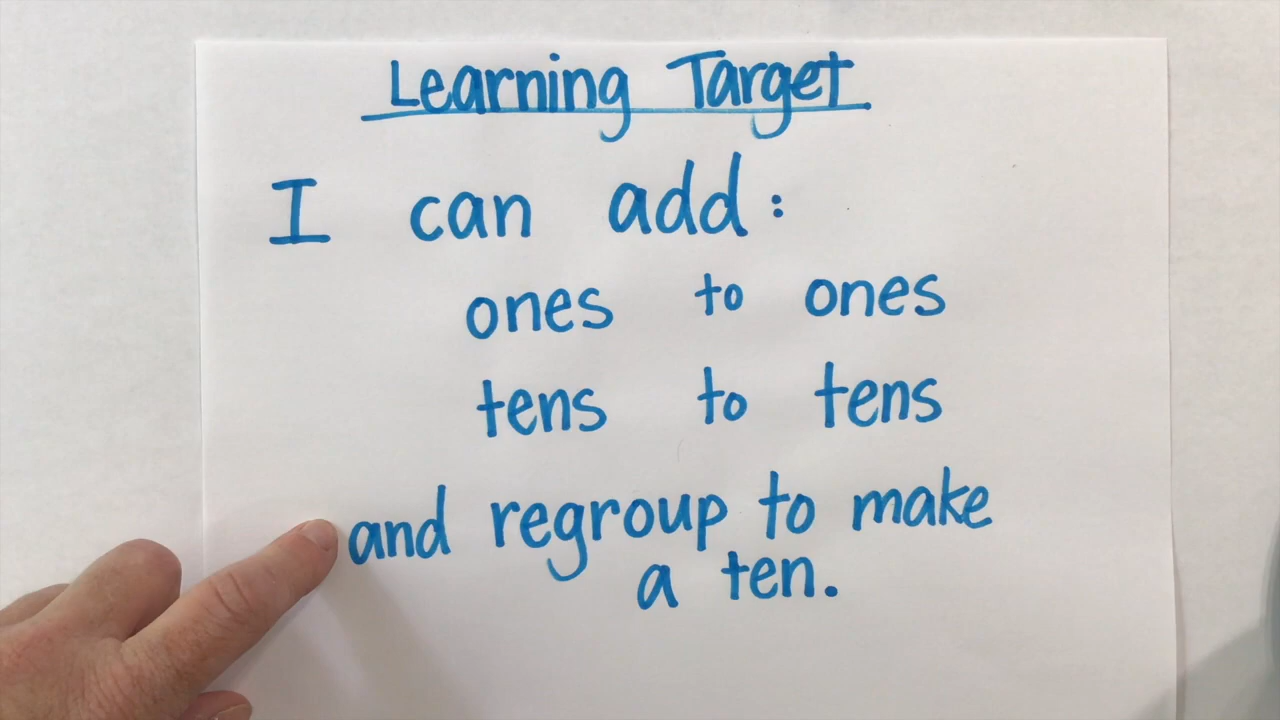 Learning Target
I can add:
ones to ones
tens to tens
and regroup to make
a ten.